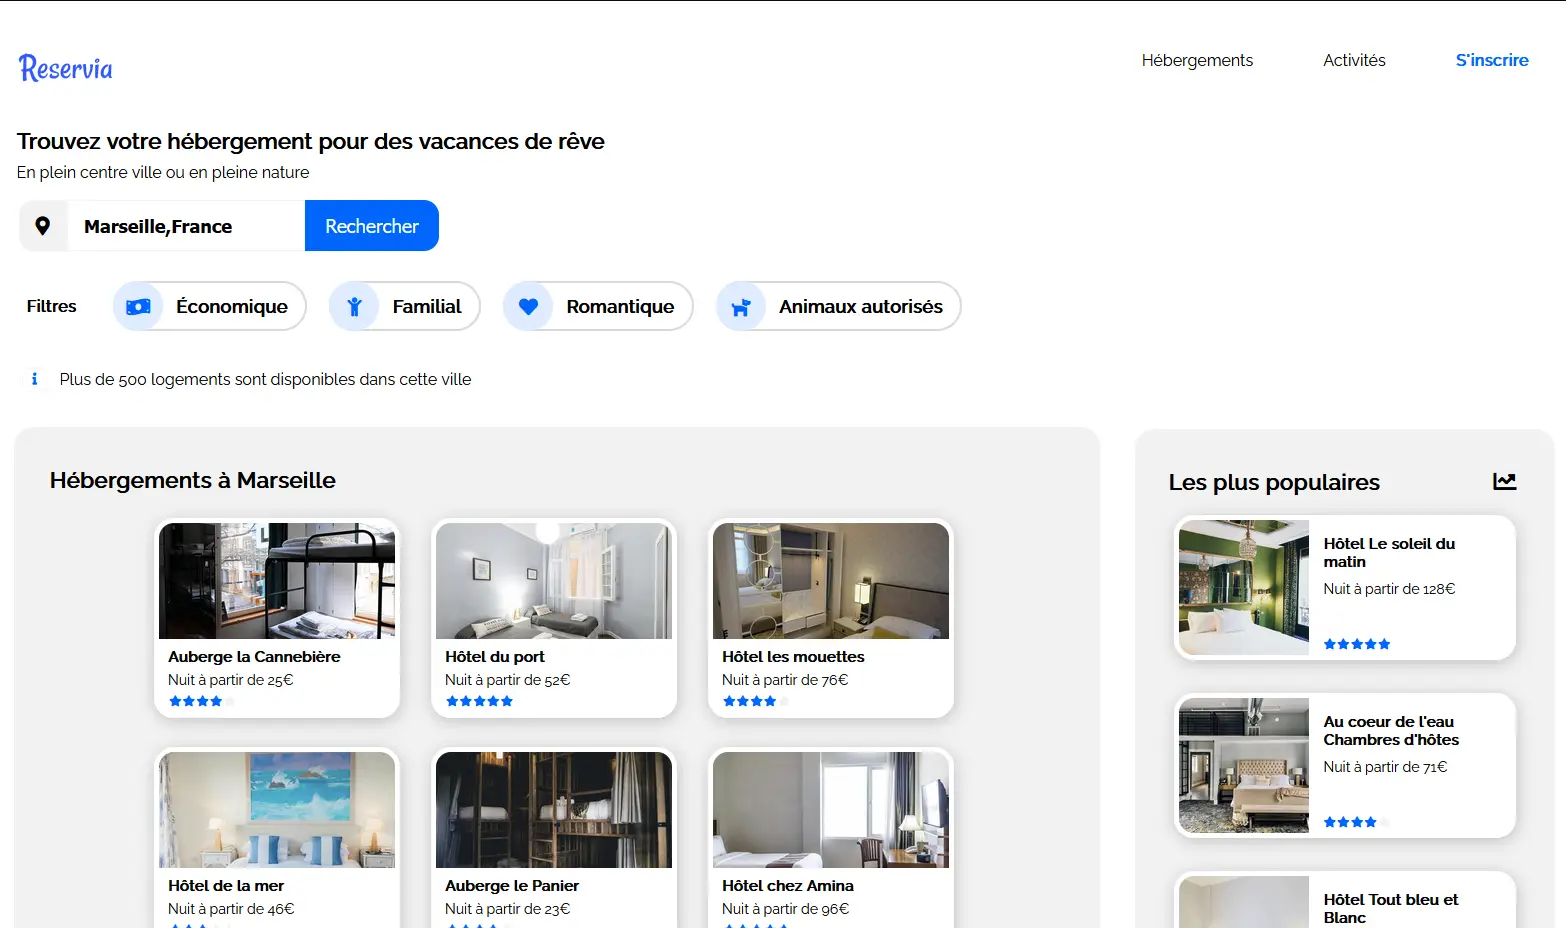 Reservia
Hébergements
Activités
S'inscrire
Trouvez votre hébergement pour des vacances de rêve
En plein centre ville ou en pleine nature
Marseille,France
Rechercher
Filtres
Économique
Familial
Romantique
Animaux autorisés
Plus de 500 logements sont disponibles dans cette ville
Hébergements à Marseille
Auberge la Cannebière
Nuit à partir de 25€
Hôtel du port
Nuit à partir de 52€
Hôtel les mouettes
Nuit à partir de 76€
Hôtel de la mer
Nuit à partir de 46€
Auberge le Panier
Nuit à partir de 23€
Hôtel chez Amina
Nuit à partir de 96€
Les plus populaires
Hôtel Le soleil du
matin
Nuit à partir de 128€
Au coeur de l'eau
Chambres d'hôtes
Nuit à partir de 71€
Hôtel Tout bleu et
Blanc